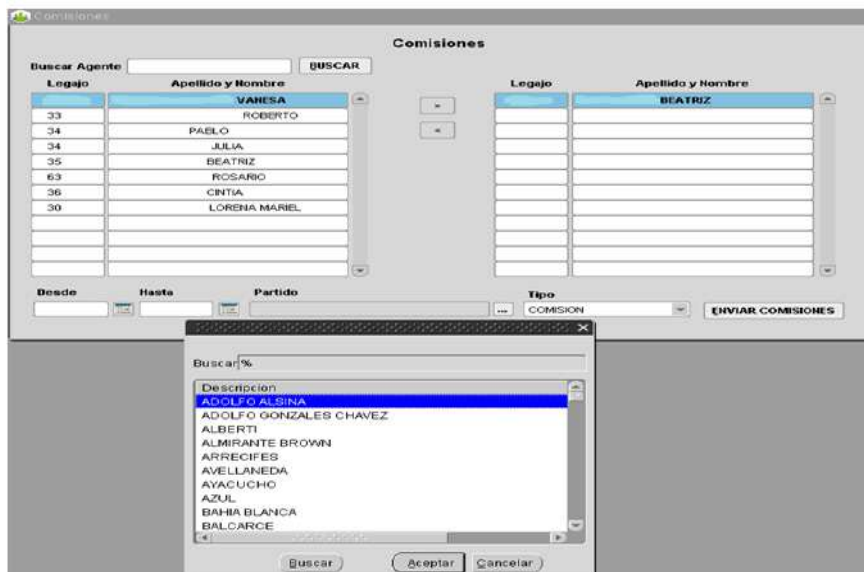 Comisiones
Comisiones
Buscar Agente BUSCAR
Legajo Apellido y Nombre
VANESA
33 ROBERTO
34 PABLO
34 JULIA
35 BEATRIZ
63 ROSARIO
36 CINTIA
30 LORENA MARIEL
» 
«
Legajo Apellido y Nombre
BEATRIZ
Desde Hasta Partido Tipo
... COMISION ENVIAR COMISIONES
Buscar %
Descripcion
ADOLFO ALSINA
ADOLFO GONZALES CHAVEZ
ALBERTI
ALMIRANTE BROWN
ARRECIFES
AVELLANEDA
AYACUCHO
AZUL
BAHIA BLANCA
BALCARCE
Buscar Aceptar Cancelar